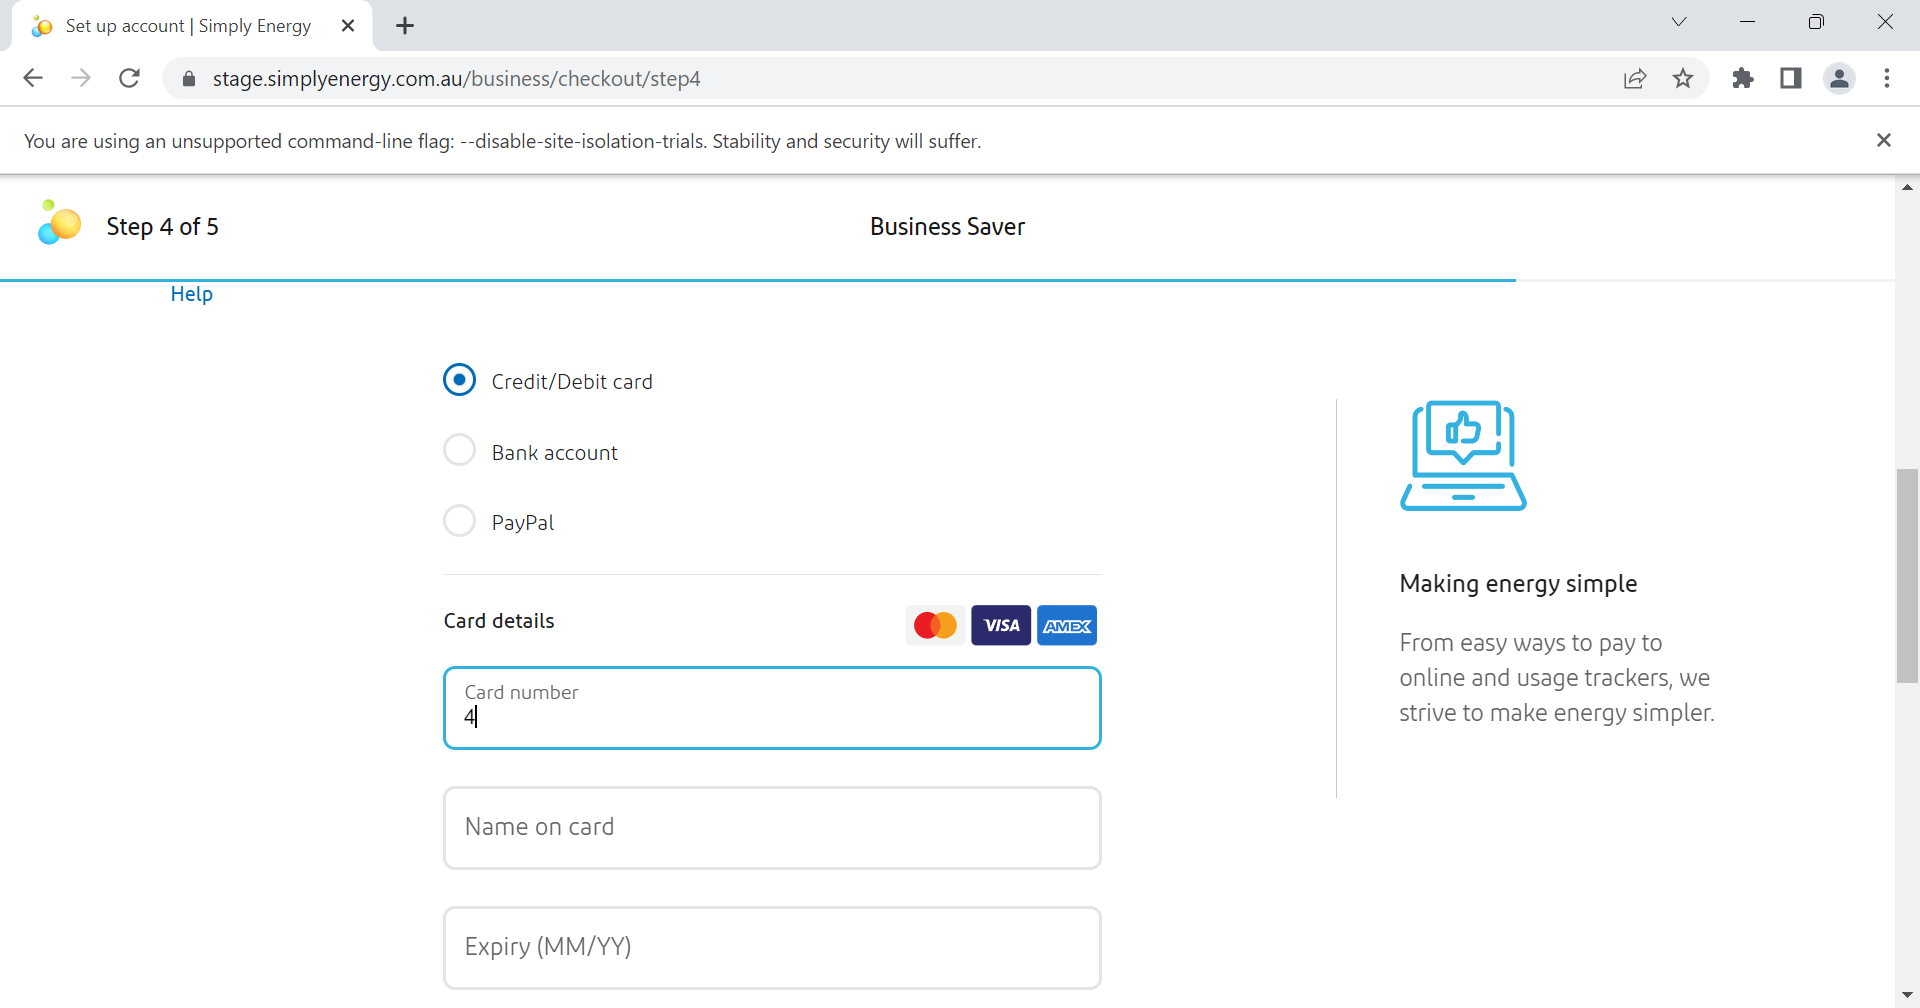 Set up account | Simply Energy
stage.simplyenergy.com.au/business/checkout/step4
You are using an unsupported command-line flag: --disable-site-isolation-trials. Stability and security will suffer.
Step 4 of 5
Business Saver
Help
Credit/Debit card
Bank account
PayPal
Card details
VISA
AMEX
Card number
4
Name on card
Expiry (MM/YY)
Making energy simple
From easy ways to pay to
online and usage trackers, we
strive to make energy simpler.